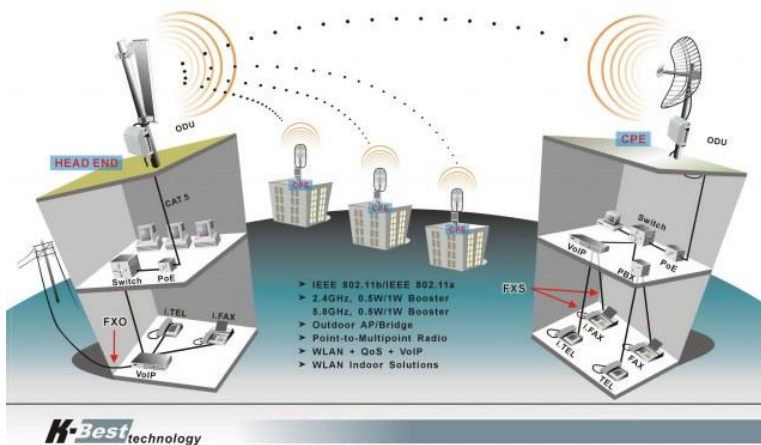 ODU
HEAD END
CAT 5
Switch
PoE
FXO
i.TEL
i.FAX
VoIP
CPE
CPE
CPE
➤ IEEE 802.11b/IEEE 802.11a
➤ 2.4GHz, 0.5W/1W Booster
5.8GHz, 0.5W/1W Booster
➤ Outdoor AP/Bridge
➤ Point-to-Multipoint Radio
➤ WLAN + QoS + VoIP
➤ WLAN Indoor Solutions
CPE
ODU
Switch
VoIP
PoE
PBX
FXS
i.FAX
i.TEL
FAX
TEL
K-Best technology